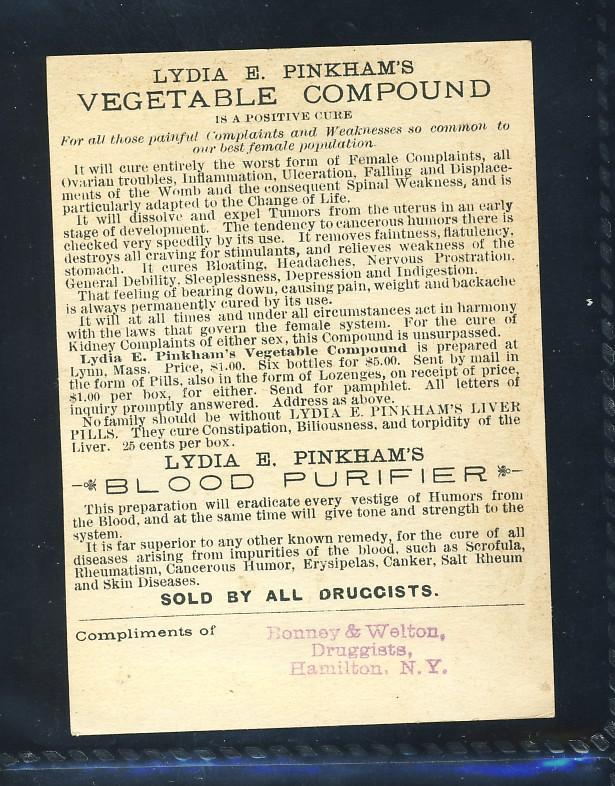 LYDIA E. PINKHAM'S
VEGETABLE COMPOUND
IS A POSITIVE CURE
For all those painful Complaints and Weaknesses so common to
our best female population.
It will cure entirely the worst form of Female Complaints, all
Ovarian troubles, Inflammation, Ulceration, Falling and Displace-
ments of the Womb and the consequent Spinal Weakness, and is
particularly adapted to the Change of Life.
It will dissolve and expel Tumors from the uterus in an early
stage of development. The tendency to cancerous humors there is
checked very speedily by its use. It removes faintness, flatulency,
destroys all craving for stimulants, and relieves weakness of the
stomach. It cures Bloating, Headaches, Nervous Prostration,
General Debility, Sleeplessness, Depression and Indigestion.
That feeling of bearing down, causing pain, weight and backache
is always permanently cured by its use.
It will at all times and under all circumstances act in harmony
with the laws that govern the female system. For the cure of
Kidney Complaints of either sex, this Compound is unsurpassed.
Lydia E. Pinkham's Vegetable Compound is prepared at
Lynn, Mass. Price, $1.00. Six bottles for $5.00. Sent by mail in
the form of Pills, also in the form of Lozenges, on receipt of price,
$1.00 per box, for either. Send for pamphlet. All letters of
inquiry promptly answered. Address as above.
No family should be without LYDIA E. PINKHAM'S LIVER
PILLS. They cure Constipation, Biliousness, and torpidity of the
Liver. 25 cents per box.
LYDIA E. PINKHAM'S
BLOOD PURIFIER
This preparation will eradicate every vestige of Humors from
the Blood, and at the same time will give tone and strength to the
system.
It is far superior to any other known remedy, for the cure of all
diseases arising from impurities of the blood, such as Scrofula,
Rheumatism, Cancerous Humor, Erysipelas, Canker, Salt Rheum
and Skin Diseases.
SOLD BY ALL DRUGGISTS.
Compliments of
Bonney & Welton,
Druggists,
Hamilton, N.Y.